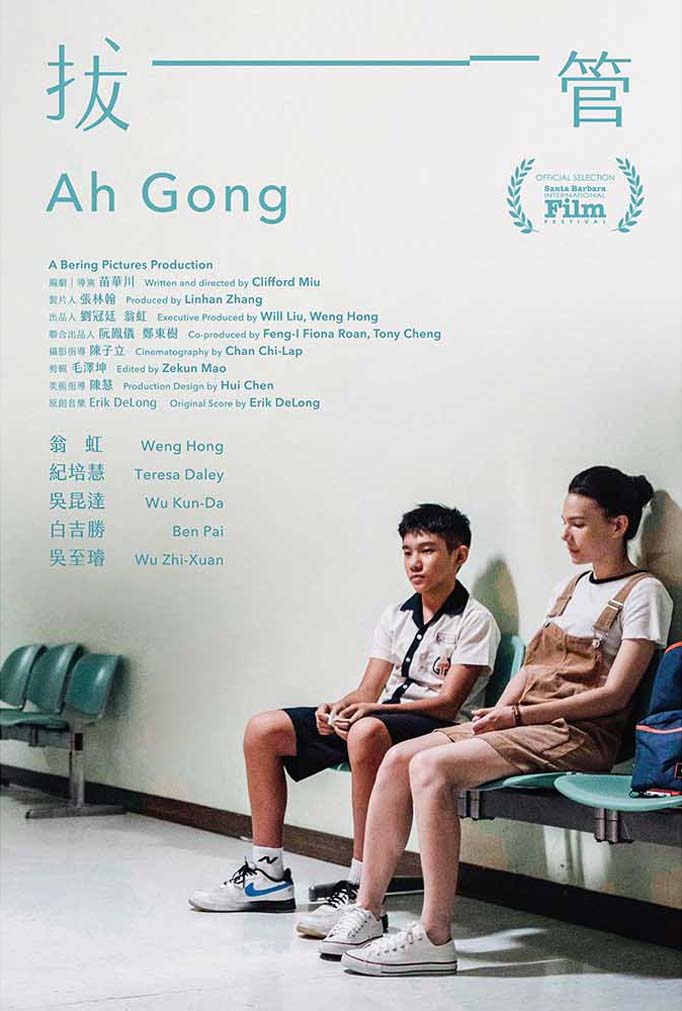 拔管
Ah Gong
OFFICIAL SELECTION
Santa Barbara
INTERNATIONAL
Film
FESTIVAL
A Bering Pictures Production
編劇｜導演 苗華川 Written and directed by Clifford Miu
製片人 張林翰 Produced by Linhan Zhang
出品人 劉冠廷 翁虹 Executive Produced by Will Liu, Weng Hong
聯合出品人 阮鳳儀 鄭東樹 Co-produced by Feng-I Fiona Roan, Tony Cheng
攝影指導 陳子立 Cinematography by Chan Chi-Lap
剪輯 毛澤坤 Edited by Zekun Mao
美術指導 陳慧 Production Design by Hui Chen
原創音樂 Erik DeLong Original Score by Erik DeLong
翁虹 Weng Hong
紀培慧 Teresa Daley
吳昆達 Wu Kun-Da
白吉勝 Ben Pai
吳至璿 Wu Zhi-Xuan